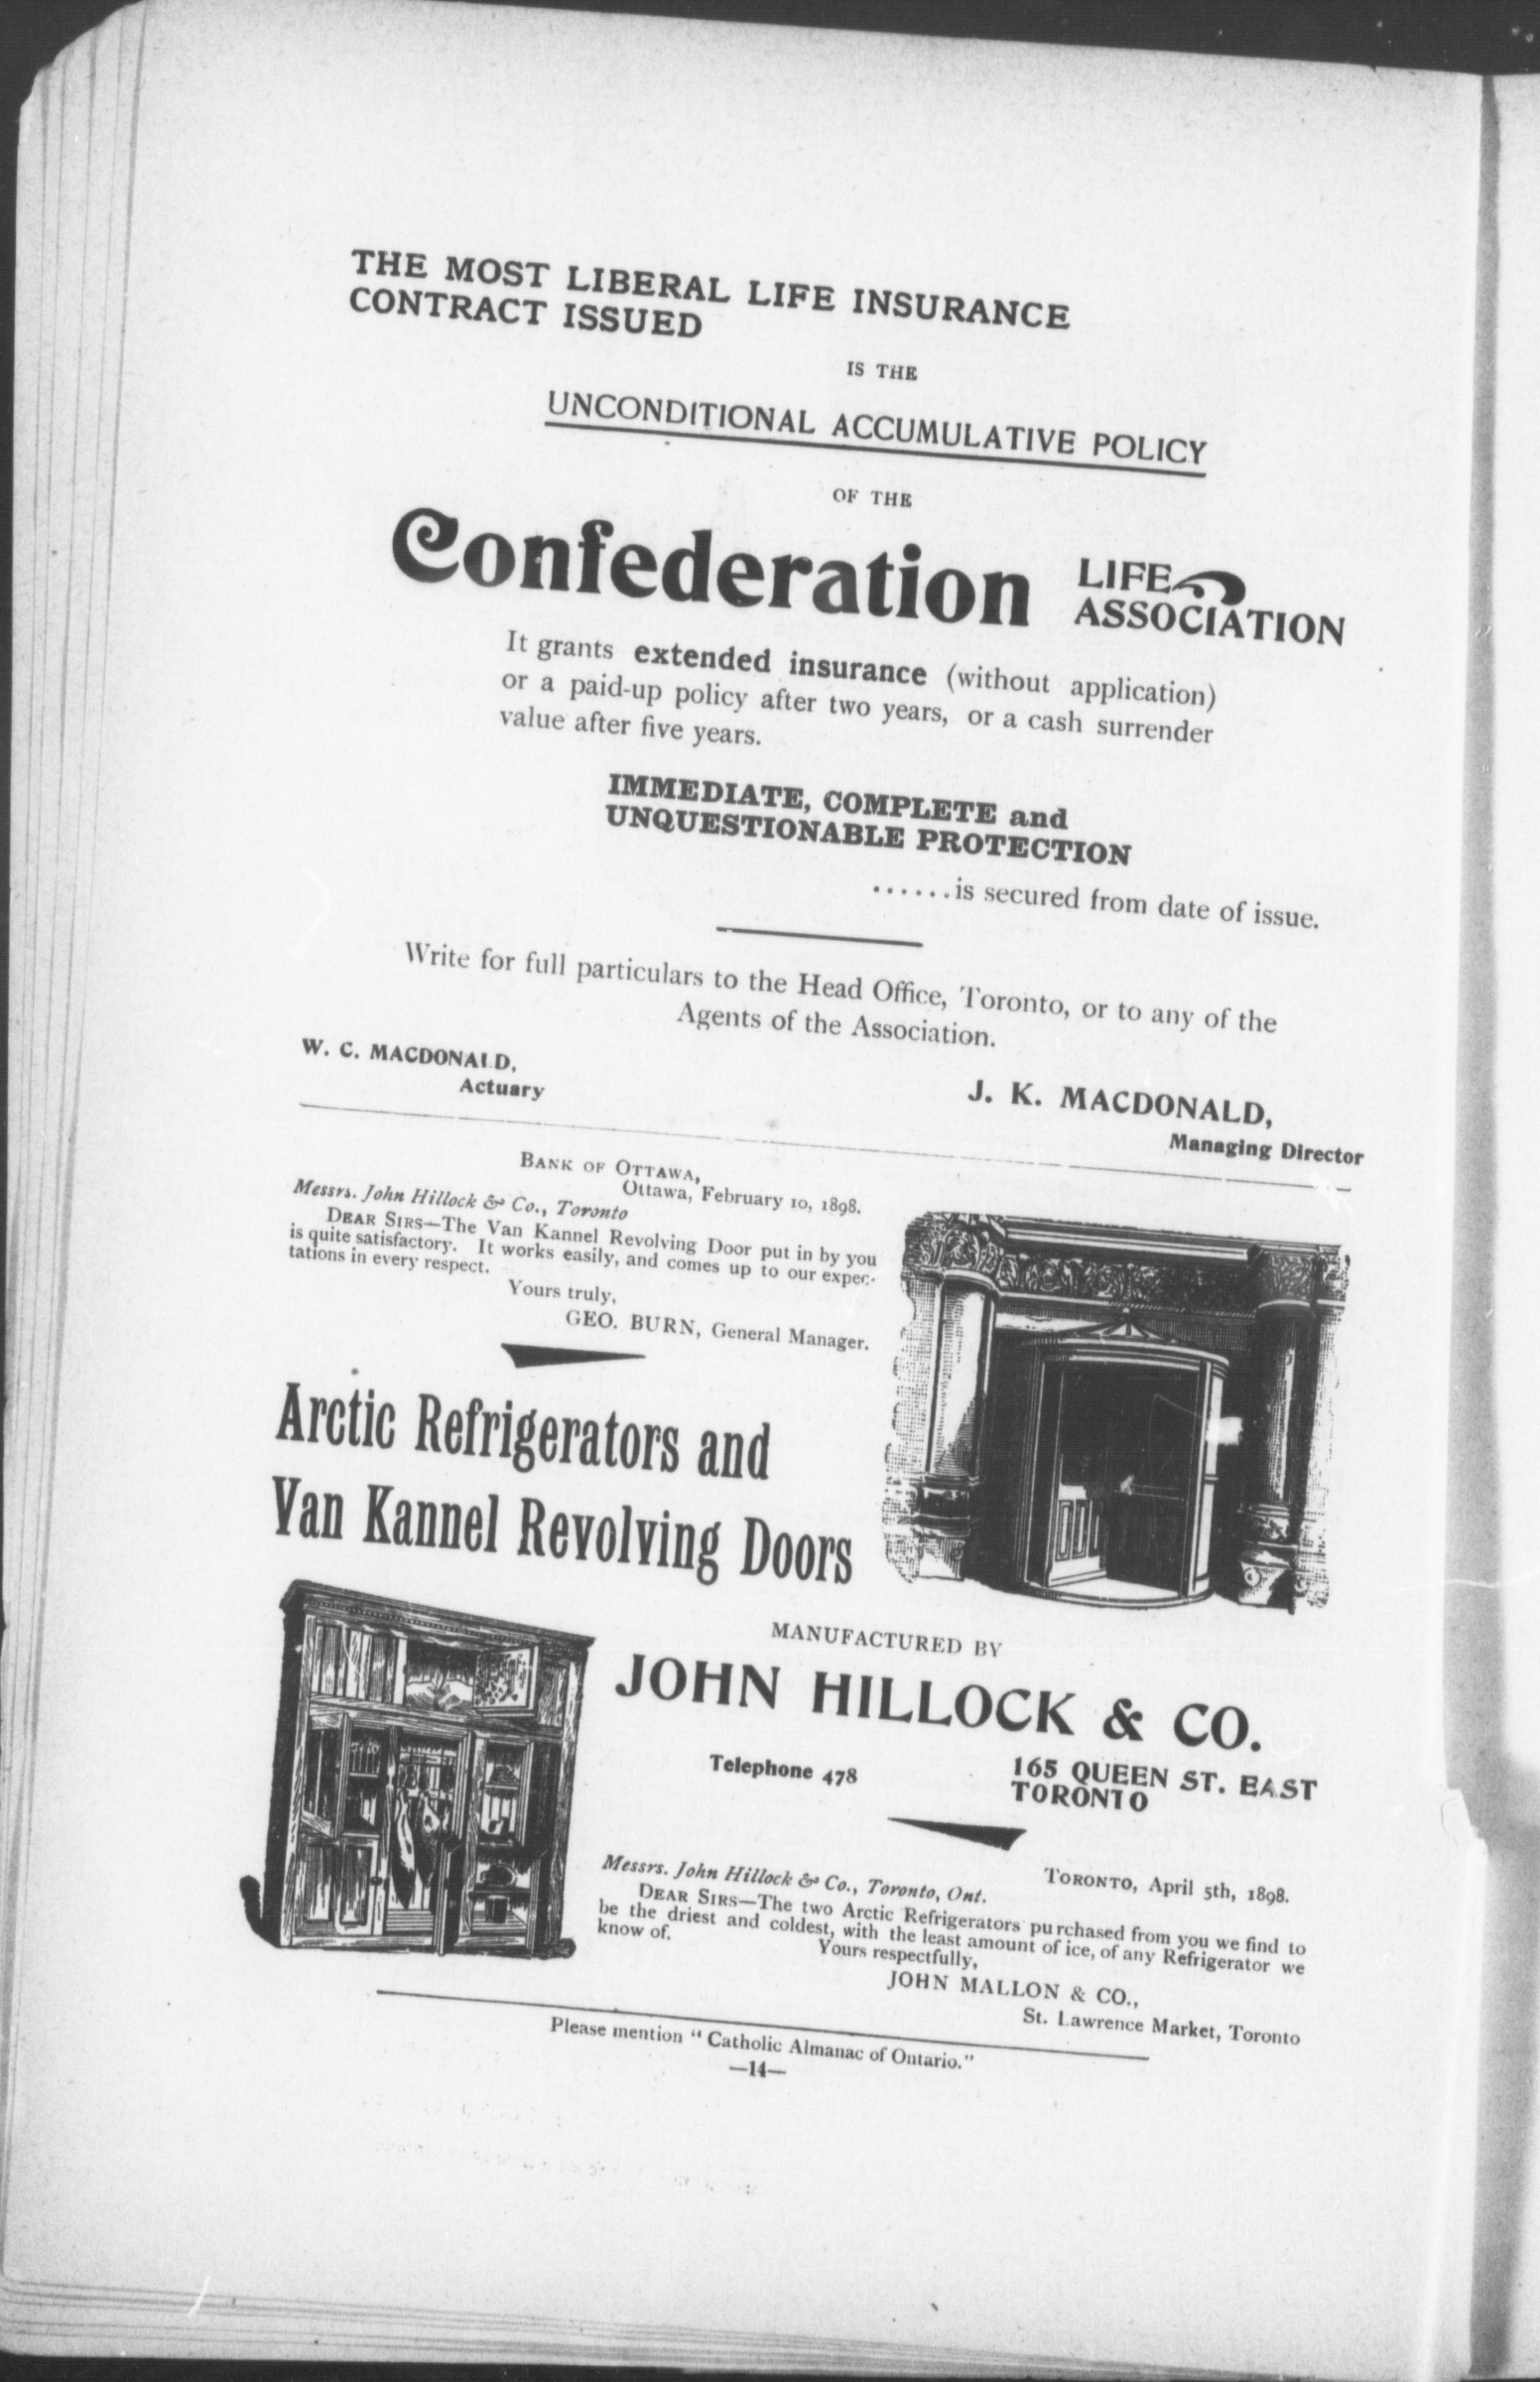 THE MOST LIBERAL LIFE INSURANCE
CONTRACT ISSUED
IS THE
UNCONDITIONAL ACCUMULATIVE POLICY
OF THE
Confederation LIFE
ASSOCIATION
It grants extended insurance (without application)
or a paid-up policy after two years, or a cash surrender
value after five years.
IMMEDIATE, COMPLETE and
UNQUESTIONABLE PROTECTION
......is secured from date of issue.
Write for full particulars to the Head Office, Toronto, or to any of the
Agents of the Association.
W. C. MACDONALD,
Actuary
J. K. MACDONALD,
Managing Director
BANK OF OTTAWA,
Ottawa, February 10, 1898.
Messrs. John Hillock & Co., Toronto
DEAR SIRS—The Van Kannel Revolving Door put in by you
is quite satisfactory. It works easily, and comes up to our expec-
tations in every respect.
Yours truly,
GEO. BURN, General Manager.
Arctic Refrigerators and
Van Kannel Revolving Doors
MANUFACTURED BY
JOHN HILLOCK & CO.
Telephone 478
165 QUEEN ST. EAST
TORONTO
TORONTO, April 5th, 1898.
Messrs. John Hillock & Co., Toronto, Ont.
DEAR SIRS—The two Arctic Refrigerators purchased from you we find to
be the driest and coldest, with the least amount of ice, of any Refrigerator we
know of.
Yours respectfully,
JOHN MALLON & CO.,
St. Lawrence Market, Toronto
Please mention "Catholic Almanac of Ontario."
—14—